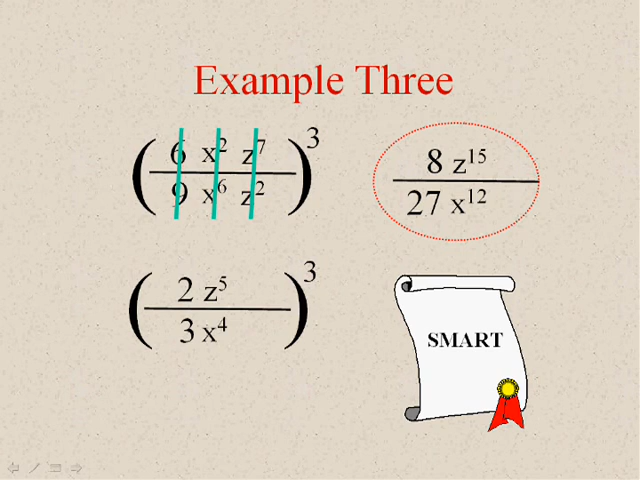 Example Three
( 6 x² z⁷ )³
9 x⁶ z²
8 z¹⁵
27 x¹²
( 2 z⁵ )³
3 x⁴
SMART